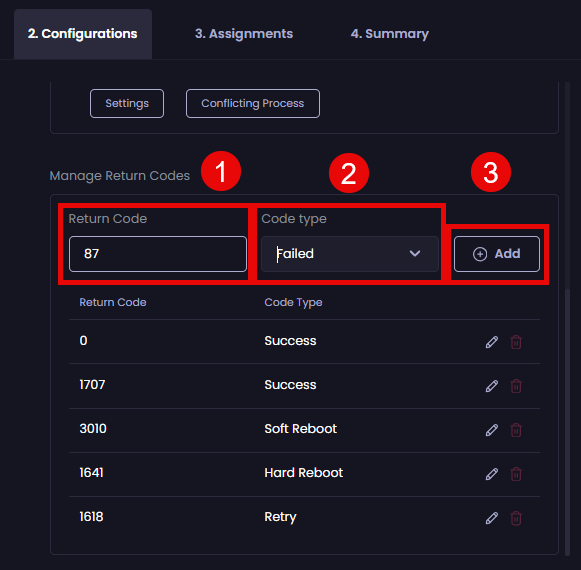 2. Configurations 3. Assignments 4. Summary
Settings Conflicting Process
Manage Return Codes 1 2 3
Return Code Code type
87 Failed Add
Return Code Code Type
0 Success
1707 Success
3010 Soft Reboot
1641 Hard Reboot
1618 Retry